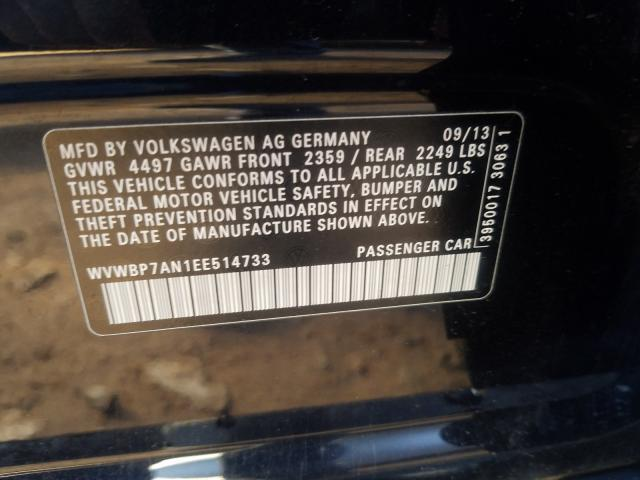 MFD BY VOLKSWAGEN AG GERMANY 09/13
GVWR 4497 GAWR FRONT 2359 / REAR 2249 LBS
THIS VEHICLE CONFORMS TO ALL APPLICABLE U.S.
FEDERAL MOTOR VEHICLE SAFETY, BUMPER AND
THEFT PREVENTION STANDARDS IN EFFECT ON
THE DATE OF MANUFACTURE SHOWN ABOVE.
WVWBP7AN1EE514733 PASSENGER CAR
3950017 3063 1